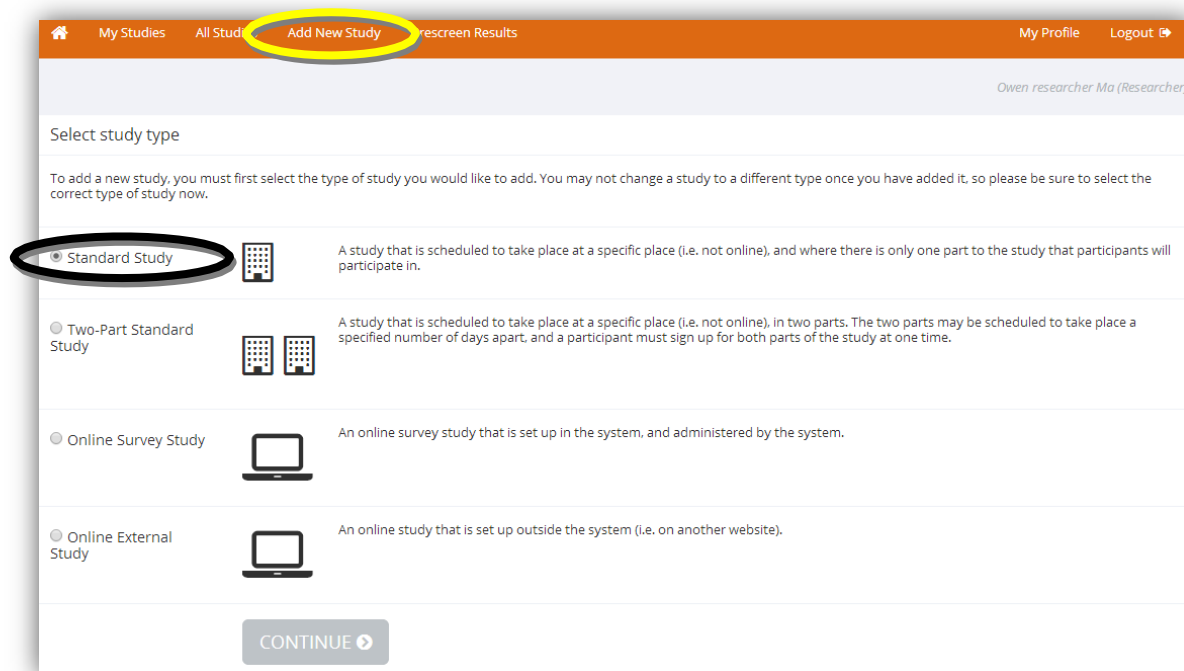 My Studies All Studi Add New Study rescreen Results My Profile Logout
Owen researcher Ma (Researcher)
Select study type
To add a new study, you must first select the type of study you would like to add. You may not change a study to a different type once you have added it, so please be sure to select the
correct type of study now.
Standard Study
A study that is scheduled to take place at a specific place (i.e. not online), and where there is only one part to the study that participants will
participate in.
Two-Part Standard
Study
A study that is scheduled to take place at a specific place (i.e. not online), in two parts. The two parts may be scheduled to take place a
specified number of days apart, and a participant must sign up for both parts of the study at one time.
Online Survey Study
An online survey study that is set up in the system, and administered by the system.
Online External
Study
An online study that is set up outside the system (i.e. on another website).
CONTINUE